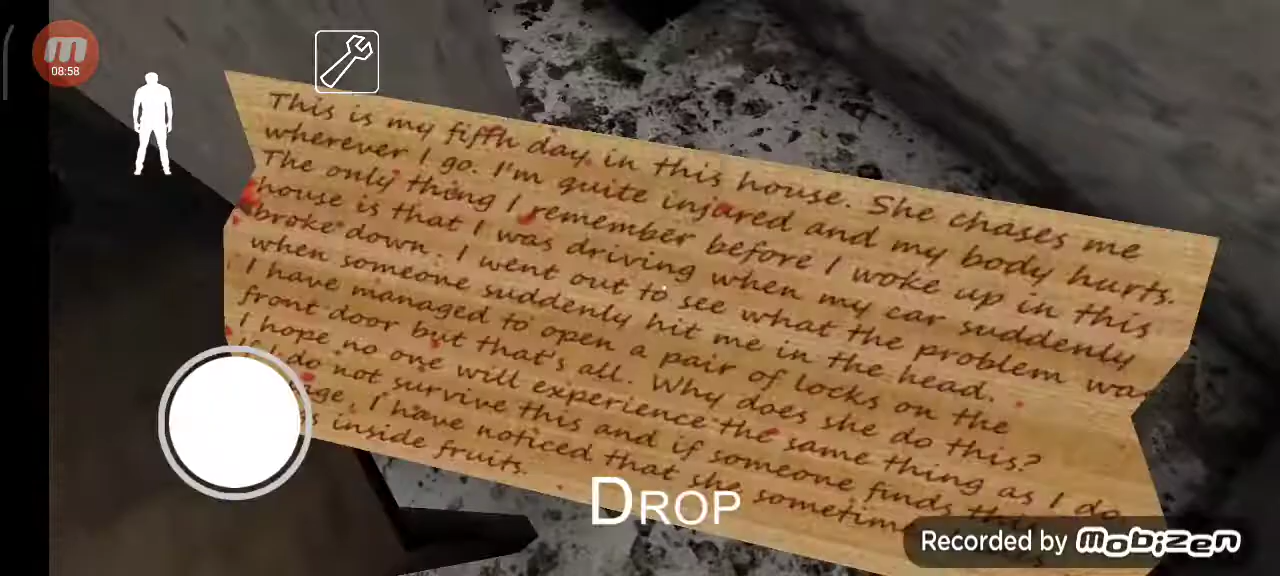 08:58
This is my fifth day in this house. She chases me
wherever I go. I'm quite injured and my body hurts.
The only thing I remember before I woke up in this
house is that I was driving when my car suddenly
broke down. I went out to see what the problem was
when someone suddenly hit me in the head.
I have managed to open a pair of locks on the
front door but that's all. Why does she do this?
I hope no one will experience the same thing as I do.
If I do not survive this and if someone finds this
I have noticed that she
inside fruits.
DROP
Recorded by mobizen